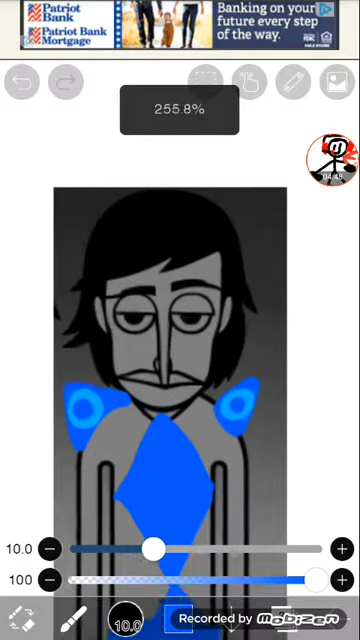 Patriot Bank
Banking on your
future every step
of the way.
Patriot Bank Mortgage
255.8%
04:48
10.0
100
10.0
Recorded by Mobizen